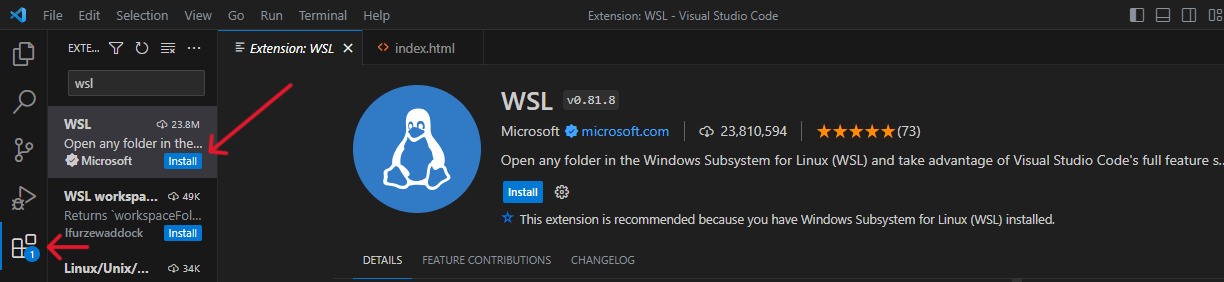 File Edit Selection View Go Run Terminal Help Extension: WSL - Visual Studio Code
EXTE... Extension: WSL index.html
wsl
WSL 23.8M
Open any folder in the...
Microsoft Install
WSL workspa... 49K
Returns `workspaceFol...
lfurzewaddock Install
Linux/Unix/... 34K
1
WSL v0.81.8
Microsoft microsoft.com 23,810,594 (73)
Open any folder in the Windows Subsystem for Linux (WSL) and take advantage of Visual Studio Code's full feature s...
Install
This extension is recommended because you have Windows Subsystem for Linux (WSL) installed.
DETAILS FEATURE CONTRIBUTIONS CHANGELOG